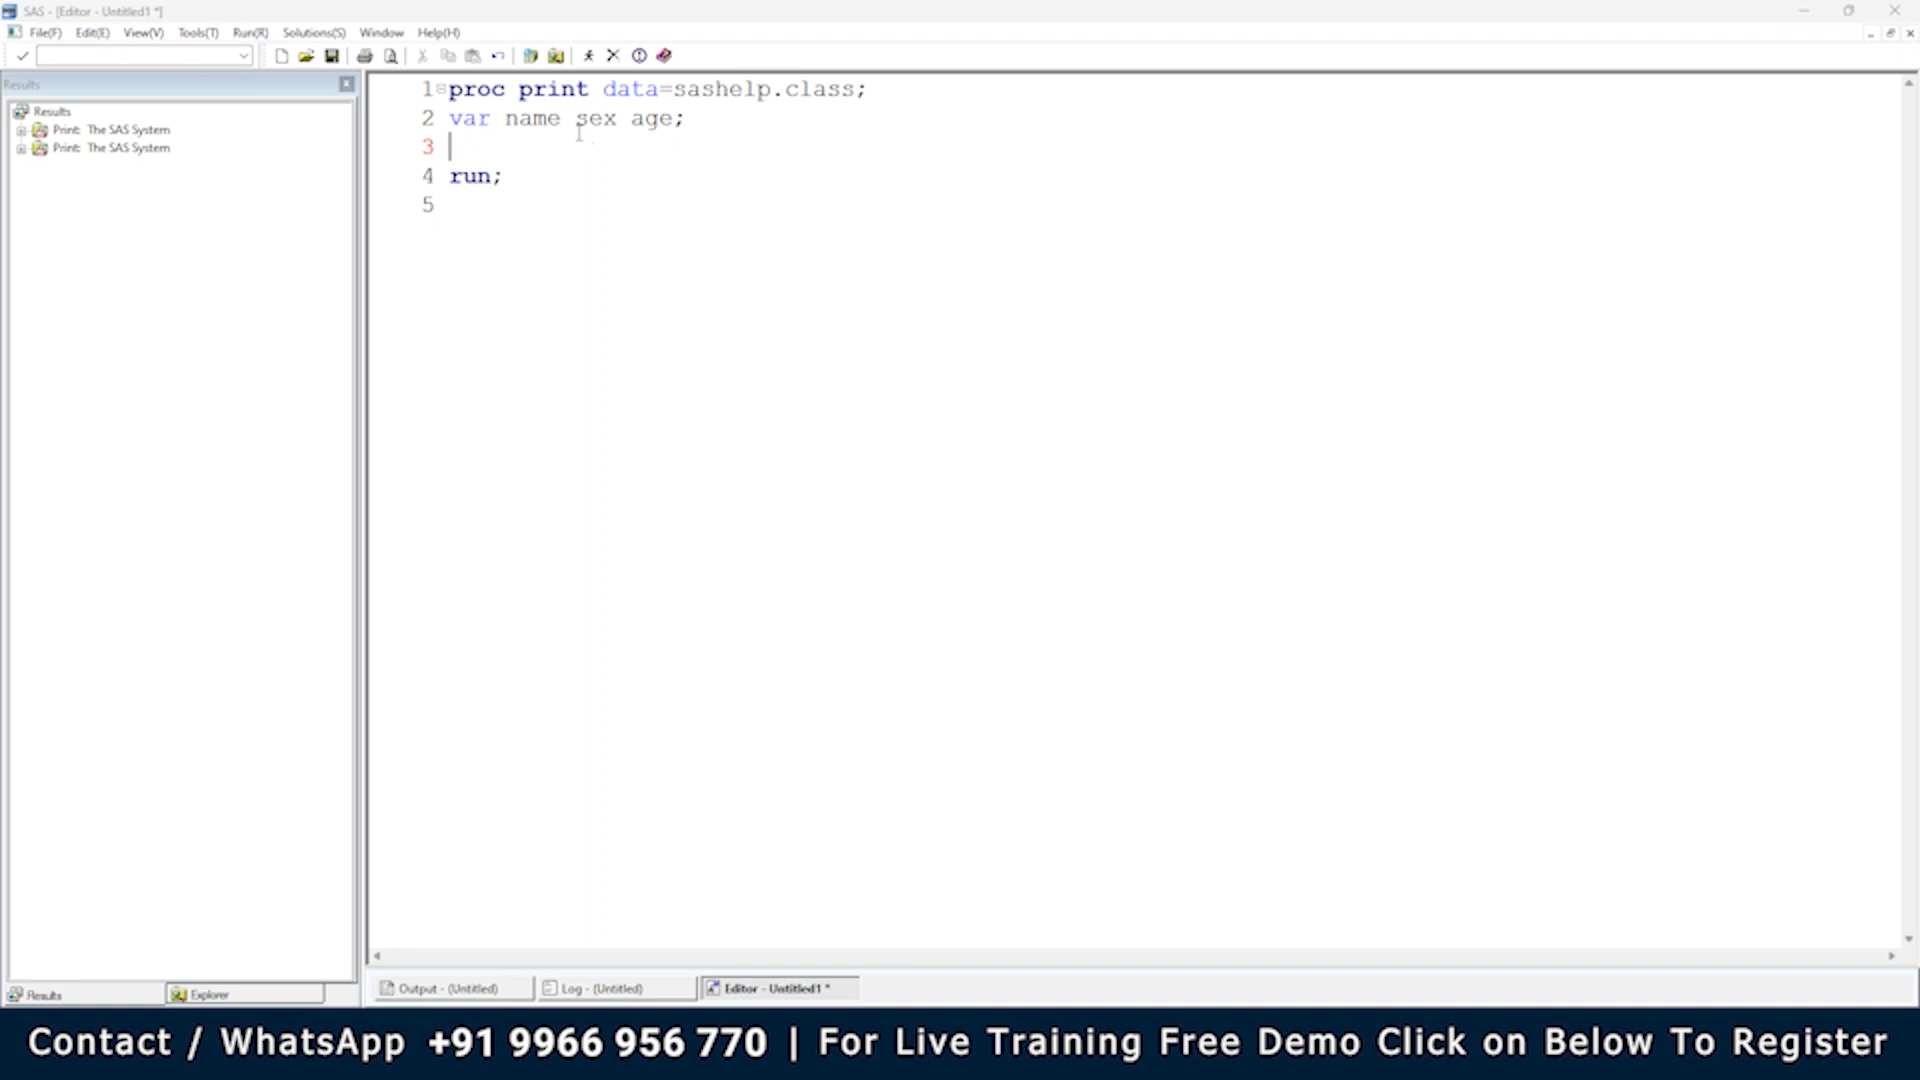 SAS - [Editor - Untitled1 *]
File(F) Edit(E) View(V) Tools(T) Run(R) Solutions(S) Window Help(H)
Results
Results
Print: The SAS System
Print: The SAS System
1 proc print data=sashelp.class;
2 var name sex age;
3
4 run;
5
Results Explorer
Output - (Untitled) Log - (Untitled) Editor - Untitled1 *
Contact / WhatsApp +91 9966 956 770 | For Live Training Free Demo Click on Below To Register